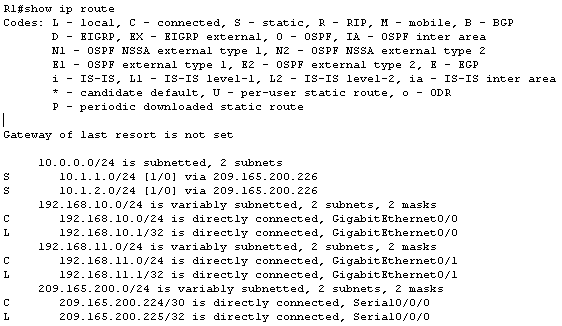 R1#show ip route
Codes: L - local, C - connected, S - static, R - RIP, M - mobile, B - BGP
       D - EIGRP, EX - EIGRP external, O - OSPF, IA - OSPF inter area
       N1 - OSPF NSSA external type 1, N2 - OSPF NSSA external type 2
       E1 - OSPF external type 1, E2 - OSPF external type 2, E - EGP
       i - IS-IS, L1 - IS-IS level-1, L2 - IS-IS level-2, ia - IS-IS inter area
       * - candidate default, U - per-user static route, o - ODR
       P - periodic downloaded static route
Gateway of last resort is not set
     10.0.0.0/24 is subnetted, 2 subnets
S       10.1.1.0/24 [1/0] via 209.165.200.226
S       10.1.2.0/24 [1/0] via 209.165.200.226
     192.168.10.0/24 is variably subnetted, 2 subnets, 2 masks
C       192.168.10.0/24 is directly connected, GigabitEthernet0/0
L       192.168.10.1/32 is directly connected, GigabitEthernet0/0
     192.168.11.0/24 is variably subnetted, 2 subnets, 2 masks
C       192.168.11.0/24 is directly connected, GigabitEthernet0/1
L       192.168.11.1/32 is directly connected, GigabitEthernet0/1
     209.165.200.0/24 is variably subnetted, 2 subnets, 2 masks
C       209.165.200.224/30 is directly connected, Serial0/0/0
L       209.165.200.225/32 is directly connected, Serial0/0/0